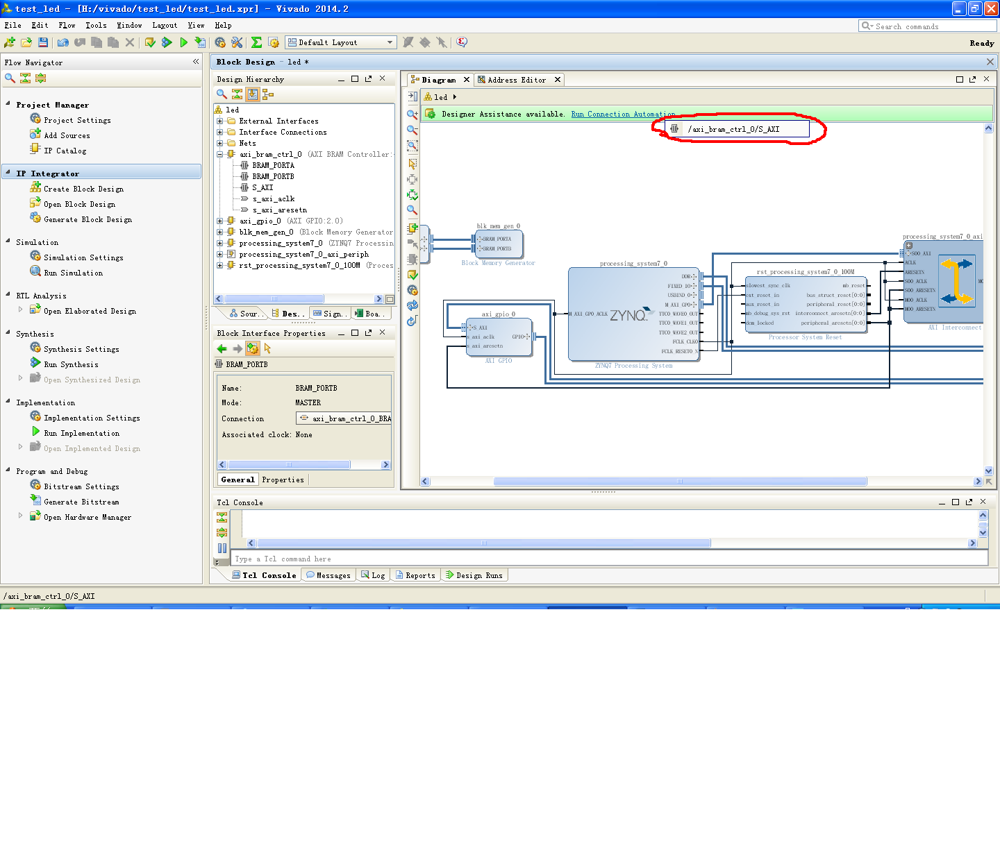 test_led - [H:/vivado/test_led/test_led.xpr] - Vivado 2014.2
File Edit Flow Tools Window Layout View Help
Search commands
Default Layout
Ready
Flow Navigator
Project Manager
Project Settings
Add Sources
IP Catalog
IP Integrator
Create Block Design
Open Block Design
Generate Block Design
Simulation
Simulation Settings
Run Simulation
RTL Analysis
Open Elaborated Design
Synthesis
Synthesis Settings
Run Synthesis
Open Synthesized Design
Implementation
Implementation Settings
Run Implementation
Open Implemented Design
Program and Debug
Bitstream Settings
Generate Bitstream
Open Hardware Manager
Block Design - led *
Design Hierarchy
led
External Interfaces
Interface Connections
Nets
axi_bram_ctrl_0 (AXI BRAM Controller:
BRAM_PORTA
BRAM_PORTB
S_AXI
s_axi_aclk
s_axi_aresetn
axi_gpio_0 (AXI GPIO:2.0)
blk_mem_gen_0 (Block Memory Generator
processing_system7_0 (ZYNQ7 Processin
processing_system7_0_axi_periph
rst_processing_system7_0_100M (Proces
Sour.. Des.. Sign.. Boa..
Block Interface Properties
BRAM_PORTB
Name: BRAM_PORTB
Mode: MASTER
Connection axi_bram_ctrl_0_BRA
Associated clock: None
General Properties
Diagram Address Editor
led
Designer Assistance available. Run Connection Automation
/axi_bram_ctrl_0/S_AXI
blk_mem_gen_0
BRAM_PORTA
BRAM_PORTB
Block Memory Generator
axi_gpio_0
S_AXI
s_axi_aclk
s_axi_aresetn
GPIO
AXI GPIO
processing_system7_0
M_AXI_GP0_ACLK
ZYNQ
DDR
FIXED_IO
USBIND_0
M_AXI_GP0
TTC0_WAVE0_OUT
TTC0_WAVE1_OUT
TTC0_WAVE2_OUT
FCLK_CLK0
FCLK_RESET0_N
ZYNQ7 Processing System
rst_processing_system7_0_100M
slowest_sync_clk
ext_reset_in
aux_reset_in
mb_debug_sys_rst
dcm_locked
mb_reset
bus_struct_reset[0:0]
peripheral_reset[0:0]
interconnect_aresetn[0:0]
peripheral_aresetn[0:0]
Processor System Reset
processing_system7_0_axi
S00_AXI
ACLK
ARESETN
S00_ACLK
S00_ARESETN
M00_ACLK
M00_ARESETN
AXI Interconnect
Tcl Console
Type a Tcl command here
Tcl Console Messages Log Reports Design Runs
/axi_bram_ctrl_0/S_AXI